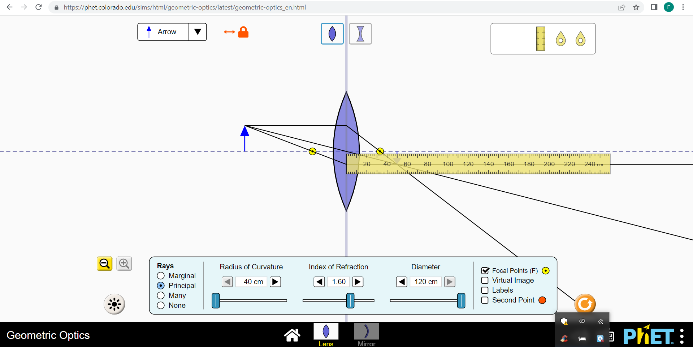 https://phet.colorado.edu/sims/html/geometric-optics/latest/geometric-optics_en.html
Arrow
20 40 60 80 100 120 140 160 180 200 220 240 cm
Rays
Marginal
Principal
Many
None
Radius of Curvature
40 cm
Index of Refraction
1.60
Diameter
120 cm
Focal Points (F)
Virtual Image
Labels
Second Point
Geometric Optics
Lens
Mirror
PhET